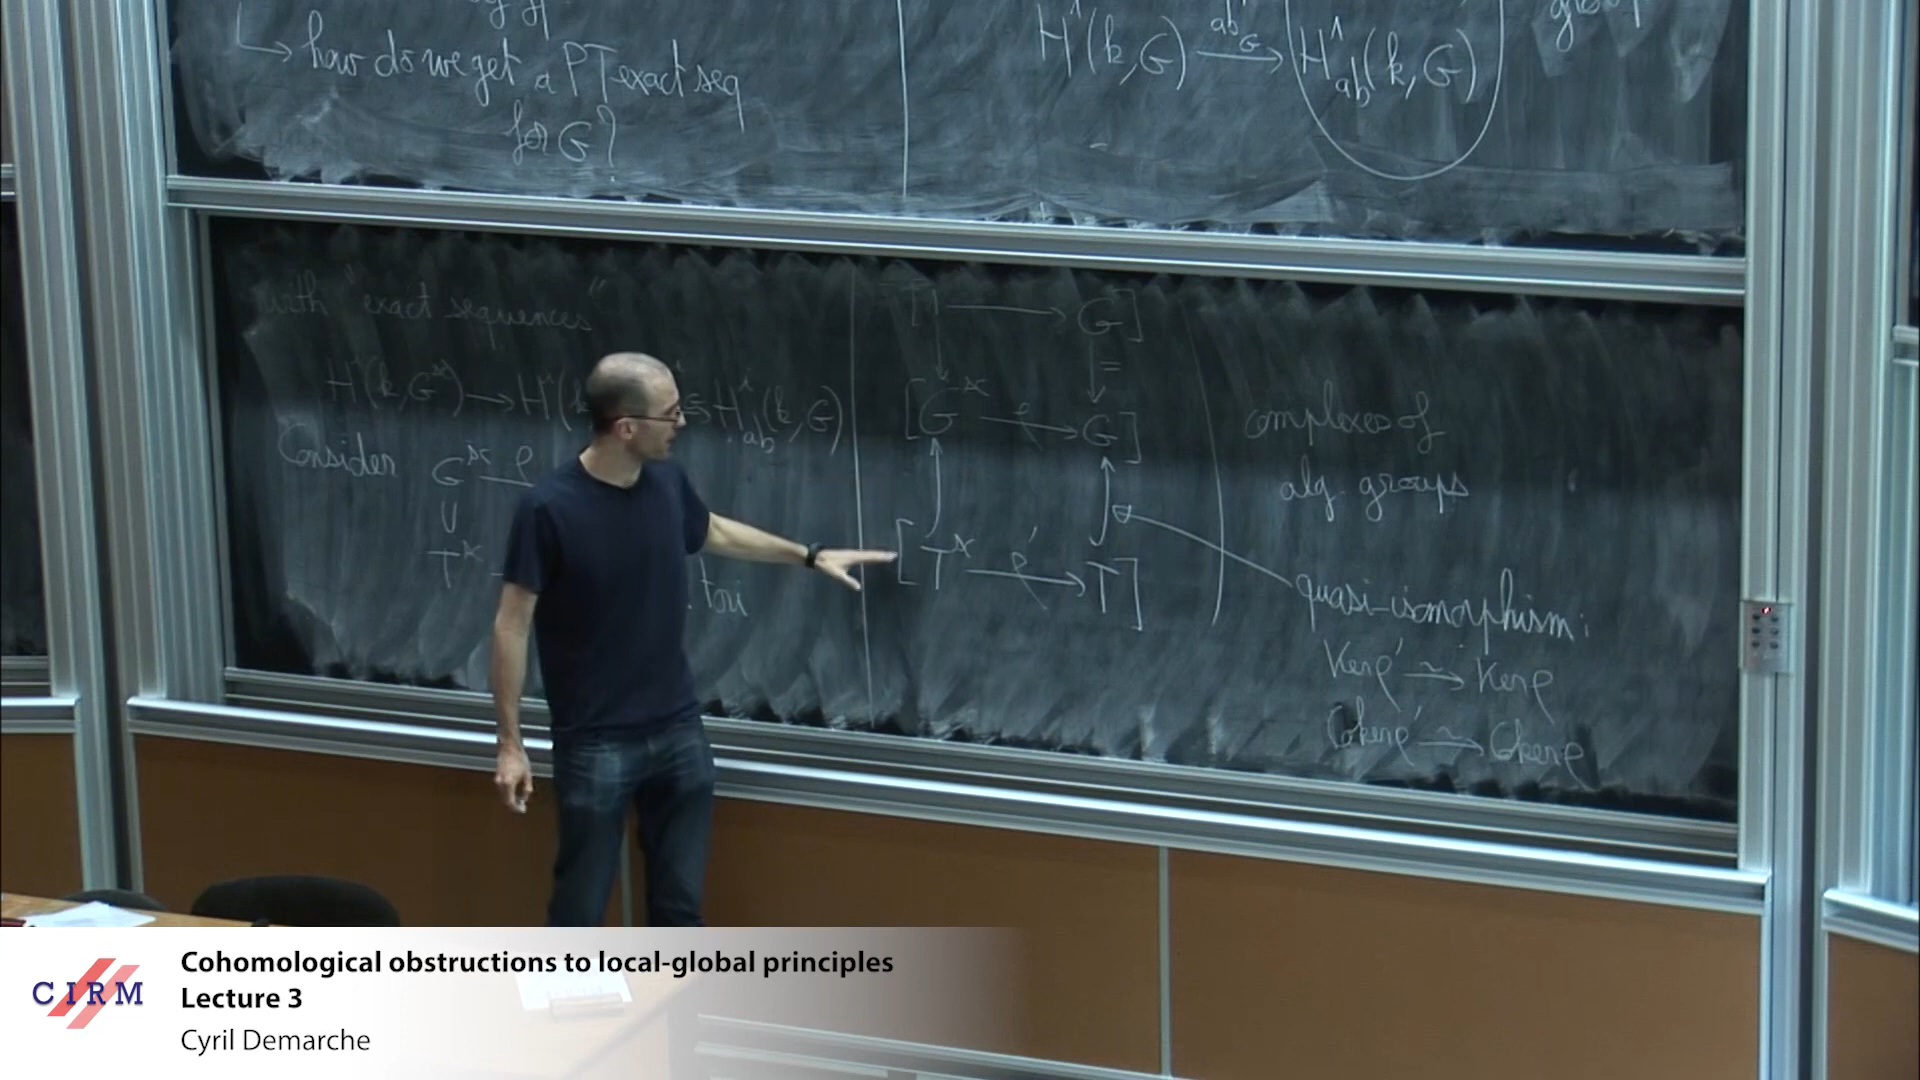 ↳ how do we get a PT exact seq
for G?
H¹(k,G) —ab_G→ H¹_ab(k,G)
with "exact sequences"
H¹(k,G^sc) → H¹(k → H¹_ab(k,G)
Consider G^sc —ρ
∪
T^sc → tori
[1 → G]
↓ ↓ =
[G^sc —ρ→ G]
↑ ↑
[T^sc —ρ'→ T]
complexes of
alg. groups
quasi-isomorphism:
Ker ρ' ⥲ Ker ρ
Coker ρ' ⥲ Coker ρ
CIRM
Cohomological obstructions to local-global principles
Lecture 3
Cyril Demarche